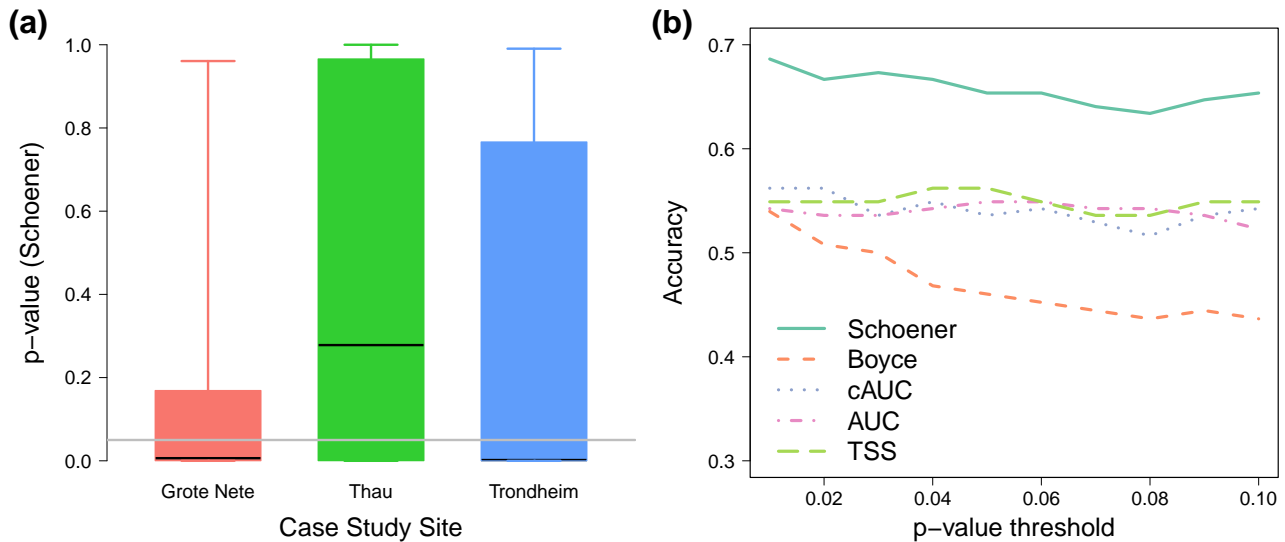 (a)
p−value (Schoener)
1.0
0.8
0.6
0.4
0.2
0.0
Grote Nete
Thau
Trondheim
Case Study Site
(b)
Accuracy
0.7
0.6
0.5
0.4
0.3
Schoener
Boyce
cAUC
AUC
TSS
0.02
0.04
0.06
0.08
0.10
p−value threshold